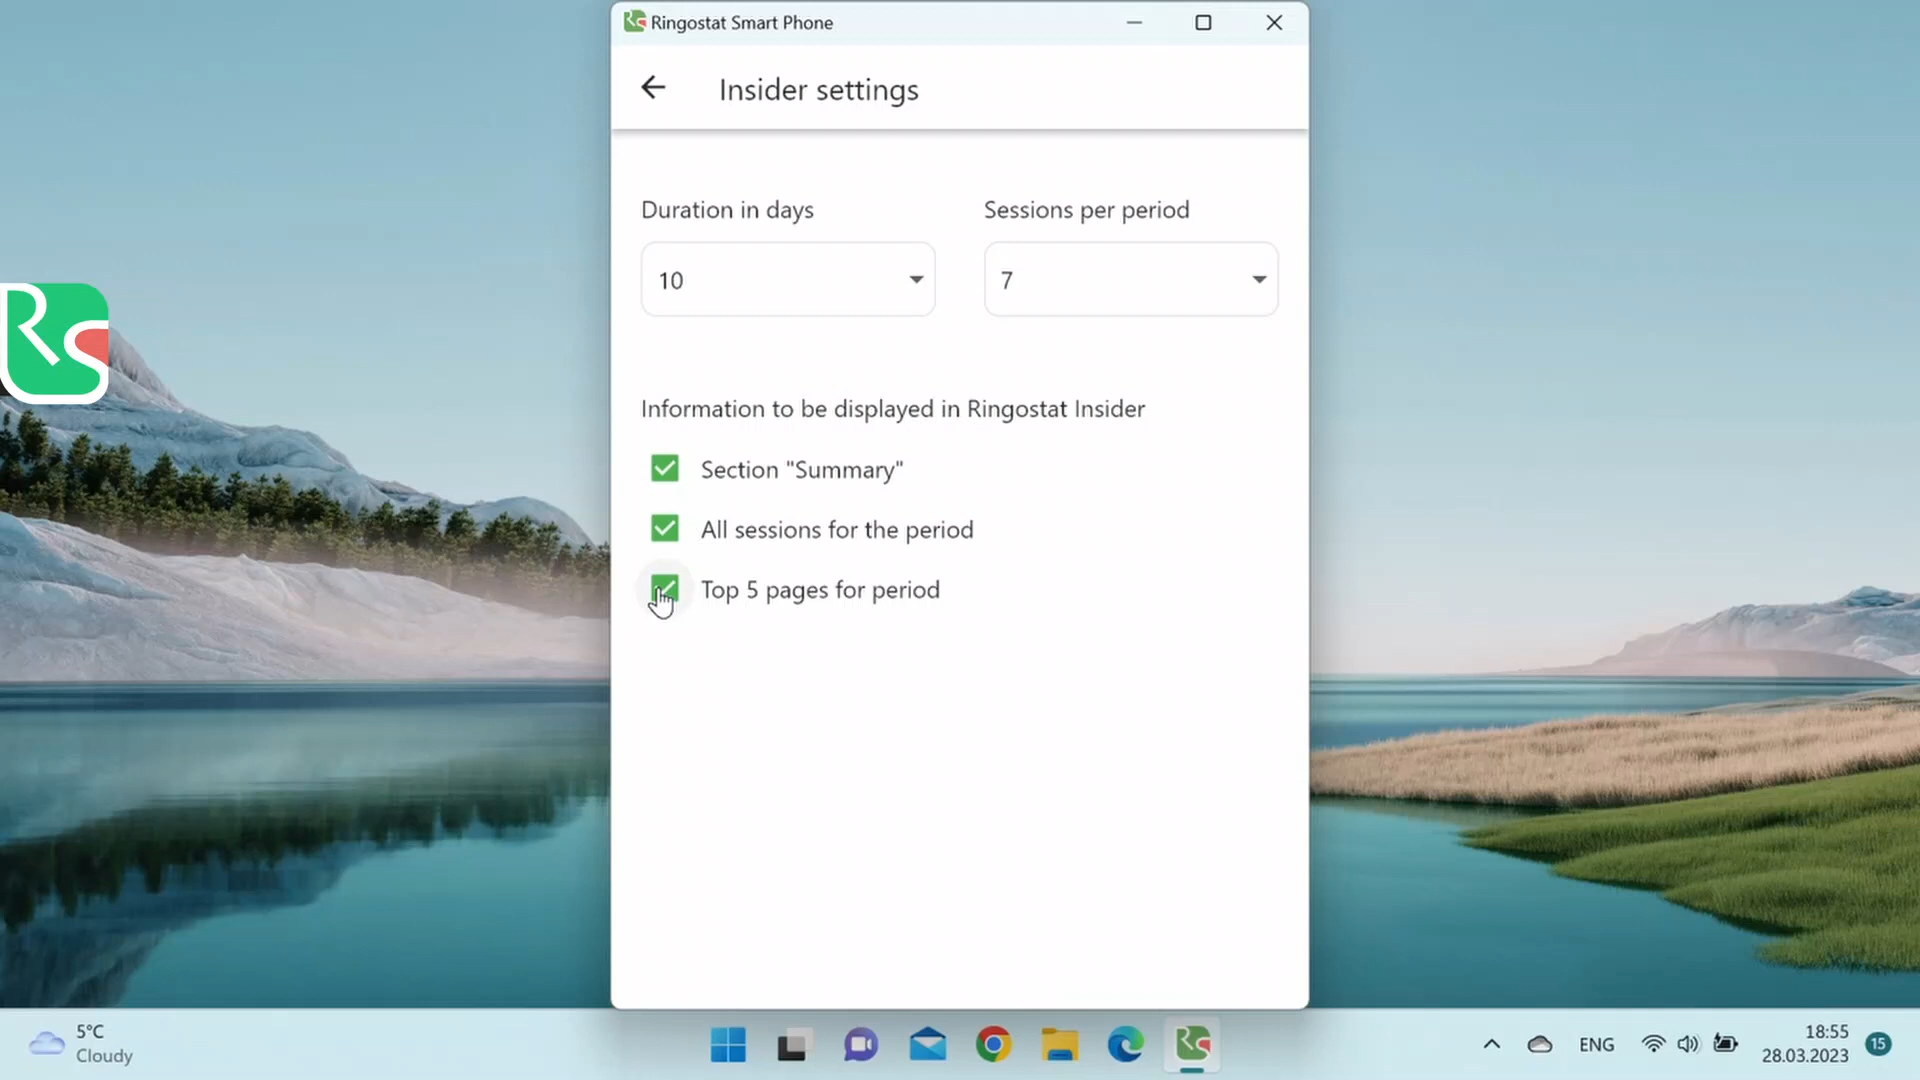 Ringostat Smart Phone
Insider settings
Duration in days
Sessions per period
10
7
Information to be displayed in Ringostat Insider
Section "Summary"
All sessions for the period
Top 5 pages for period
Rs
5°C
Cloudy
ENG
18:55
28.03.2023
15